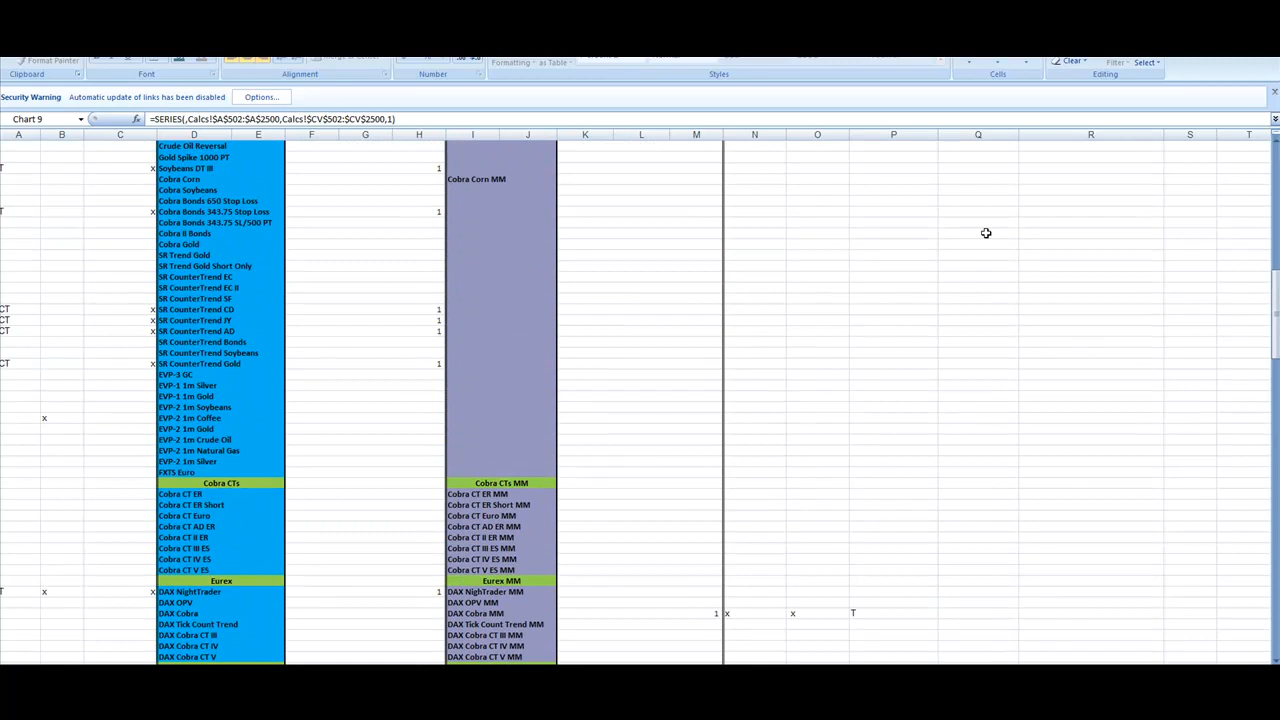 Format Painter
Formatting as Table
Clear Filter Select
Clipboard Font Alignment Number Styles Cells Editing
Security Warning Automatic update of links has been disabled Options...
Chart 9 fx =SERIES(,Calcs!$A$502:$A$2500,Calcs!$CV$502:$CV$2500,1)
A B C D E F G H I J K L M N O P Q R S T
Crude Oil Reversal
Gold Spike 1000 PT
T x Soybeans DT III 1
Cobra Corn Cobra Corn MM
Cobra Soybeans
Cobra Bonds 650 Stop Loss
T x Cobra Bonds 343.75 Stop Loss 1
Cobra Bonds 343.75 SL/500 PT
Cobra II Bonds
Cobra Gold
SR Trend Gold
SR Trend Gold Short Only
SR CounterTrend EC
SR CounterTrend EC II
SR CounterTrend SF
CT x SR CounterTrend CD 1
CT x SR CounterTrend JY 1
CT x SR CounterTrend AD 1
SR CounterTrend Bonds
SR CounterTrend Soybeans
CT x SR CounterTrend Gold 1
EVP-3 GC
EVP-1 1m Silver
EVP-1 1m Gold
EVP-2 1m Soybeans
x EVP-2 1m Coffee
EVP-2 1m Gold
EVP-2 1m Crude Oil
EVP-2 1m Natural Gas
EVP-2 1m Silver
FXTS Euro
Cobra CTs Cobra CTs MM
Cobra CT ER Cobra CT ER MM
Cobra CT ER Short Cobra CT ER Short MM
Cobra CT Euro Cobra CT Euro MM
Cobra CT AD ER Cobra CT AD ER MM
Cobra CT II ER Cobra CT II ER MM
Cobra CT III ES Cobra CT III ES MM
Cobra CT IV ES Cobra CT IV ES MM
Cobra CT V ES Cobra CT V ES MM
Eurex Eurex MM
T x x DAX NightTrader 1 DAX NighTrader MM
DAX OPV DAX OPV MM
DAX Cobra DAX Cobra MM 1 x x T
DAX Tick Count Trend DAX Tick Count Trend MM
DAX Cobra CT III DAX Cobra CT III MM
DAX Cobra CT IV DAX Cobra CT IV MM
DAX Cobra CT V DAX Cobra CT V MM